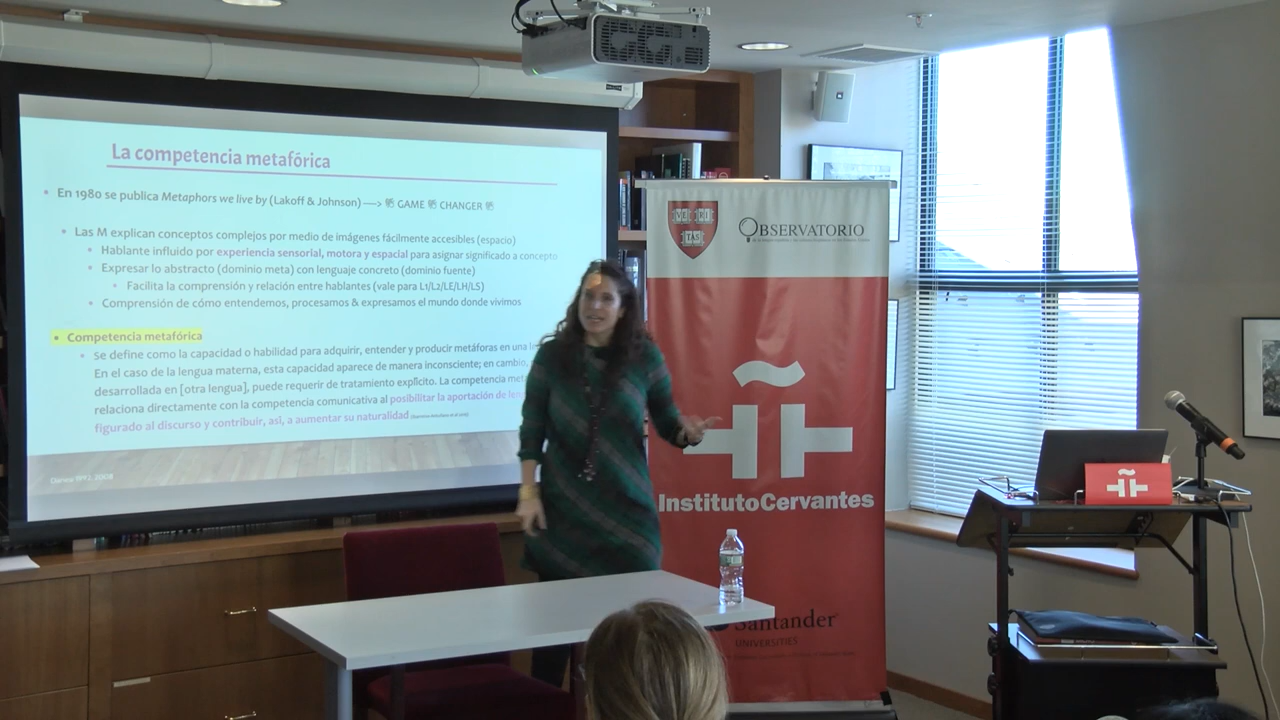 La competencia metafórica
En 1980 se publica Metaphors we live by (Lakoff & Johnson) —> GAME CHANGER
Las M explican conceptos complejos por medio de imágenes fácilmente accesibles (espacio)
Hablante influido por experiencia sensorial, motora y espacial para asignar significado a concepto
Expresar lo abstracto (dominio meta) con lenguaje concreto (dominio fuente)
Facilita la comprensión y relación entre hablantes (vale para L1/L2/LE/LH/LS)
Comprensión de cómo aprendemos, procesamos & expresamos el mundo donde vivimos
Competencia metafórica
Se define como la capacidad o habilidad para adquirir, entender y producir metáforas en una
En el caso de la lengua materna, esta capacidad aparece de manera inconsciente; en cambio,
desarrollada en [otra lengua], puede requerir de tratamiento explícito. La competencia
relaciona directamente con la competencia comunicativa al posibilitar la aportación de
figurado al discurso y contribuir, así, a aumentar su naturalidad
VE RI
TAS
OBSERVATORIO
InstitutoCervantes
Santander
UNIVERSITIES